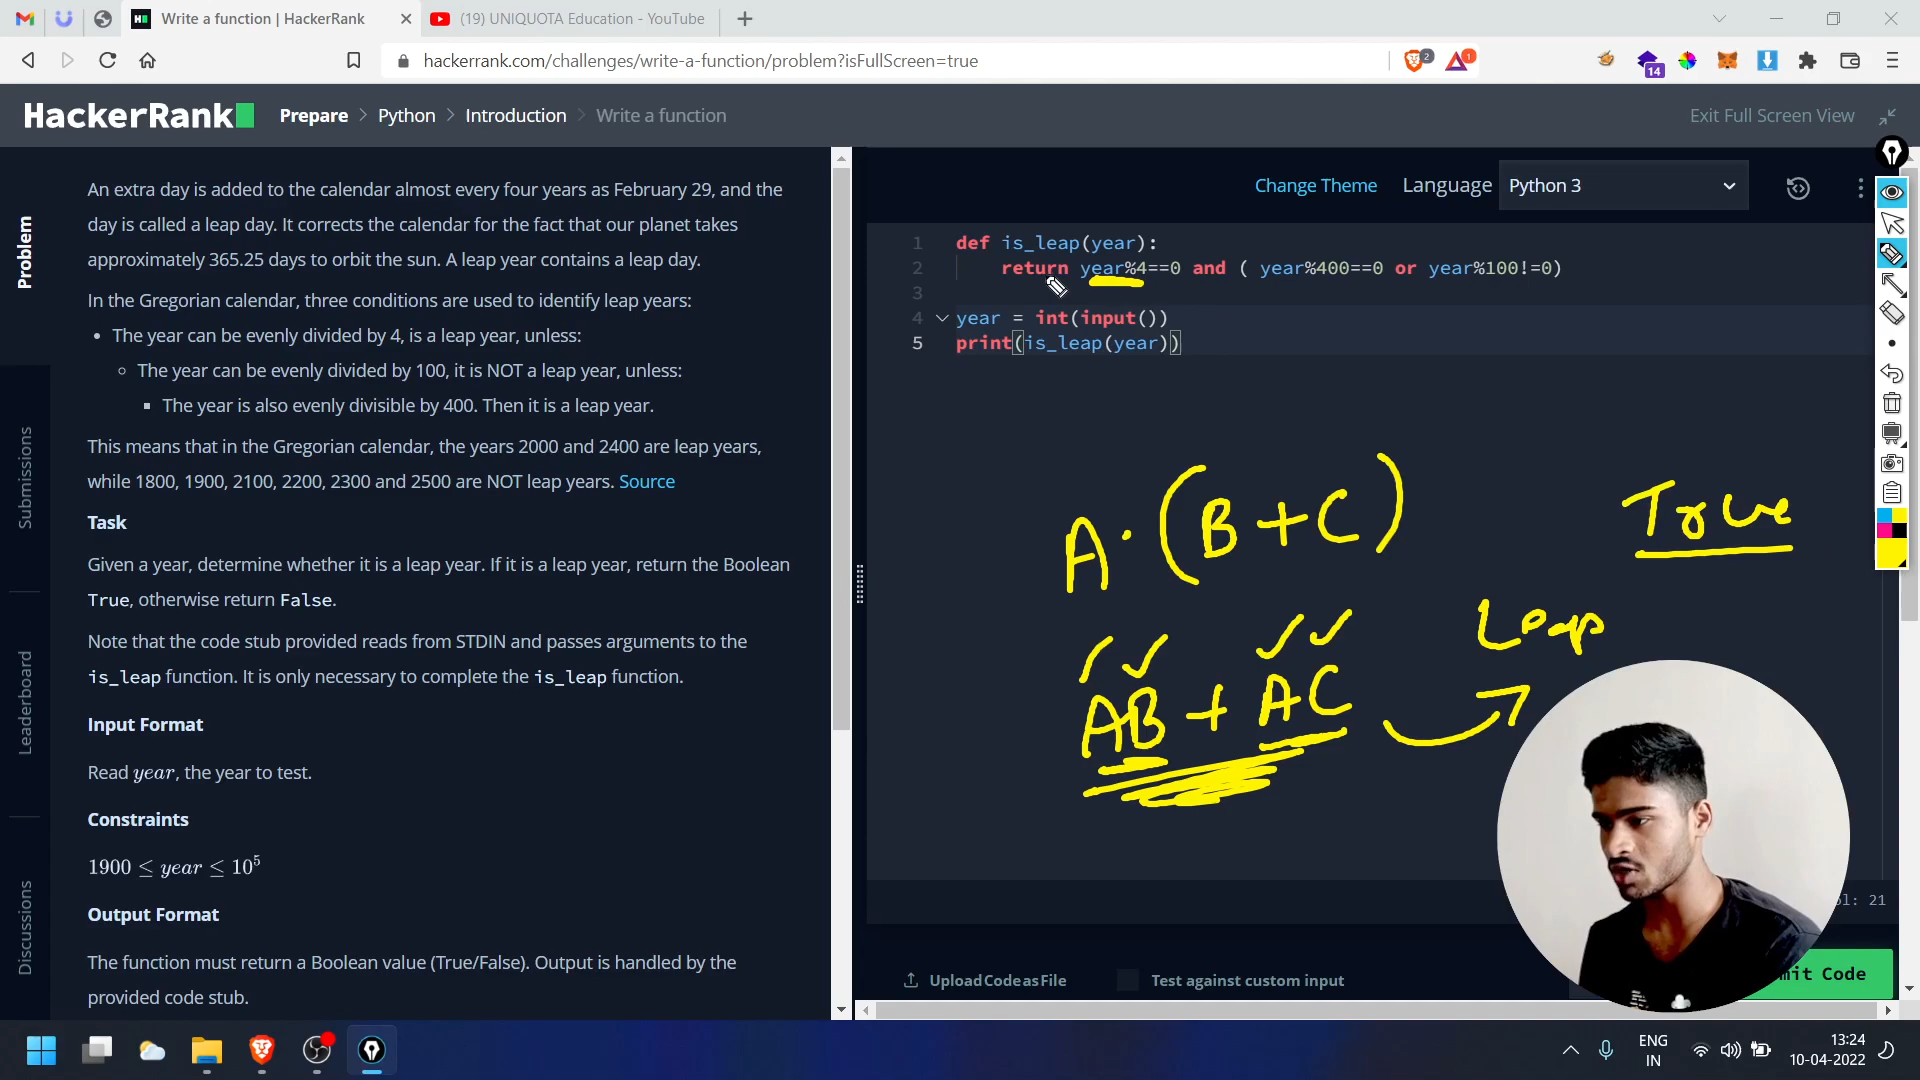 Write a function | HackerRank
(19) UNIQUOTA Education - YouTube
hackerrank.com/challenges/write-a-function/problem?isFullScreen=true
2
1
14
HackerRank
Prepare > Python > Introduction > Write a function
Exit Full Screen View
Problem
Submissions
Leaderboard
Discussions
An extra day is added to the calendar almost every four years as February 29, and the
day is called a leap day. It corrects the calendar for the fact that our planet takes
approximately 365.25 days to orbit the sun. A leap year contains a leap day.
In the Gregorian calendar, three conditions are used to identify leap years:
The year can be evenly divided by 4, is a leap year, unless:
The year can be evenly divided by 100, it is NOT a leap year, unless:
The year is also evenly divisible by 400. Then it is a leap year.
This means that in the Gregorian calendar, the years 2000 and 2400 are leap years,
while 1800, 1900, 2100, 2200, 2300 and 2500 are NOT leap years. Source
Task
Given a year, determine whether it is a leap year. If it is a leap year, return the Boolean
True, otherwise return False.
Note that the code stub provided reads from STDIN and passes arguments to the
is_leap function. It is only necessary to complete the is_leap function.
Input Format
Read year, the year to test.
Constraints
1900 ≤ year ≤ 10⁵
Output Format
The function must return a Boolean value (True/False). Output is handled by the
provided code stub.
Change Theme
Language
Python 3
1 def is_leap(year):
2 return year%4==0 and ( year%400==0 or year%100!=0)
3
4 year = int(input())
5 print(is_leap(year))
A·(B+C)
True
Leap
AB + AC
ol: 21
Upload Code as File
Test against custom input
mit Code
ENG
IN
13:24
10-04-2022